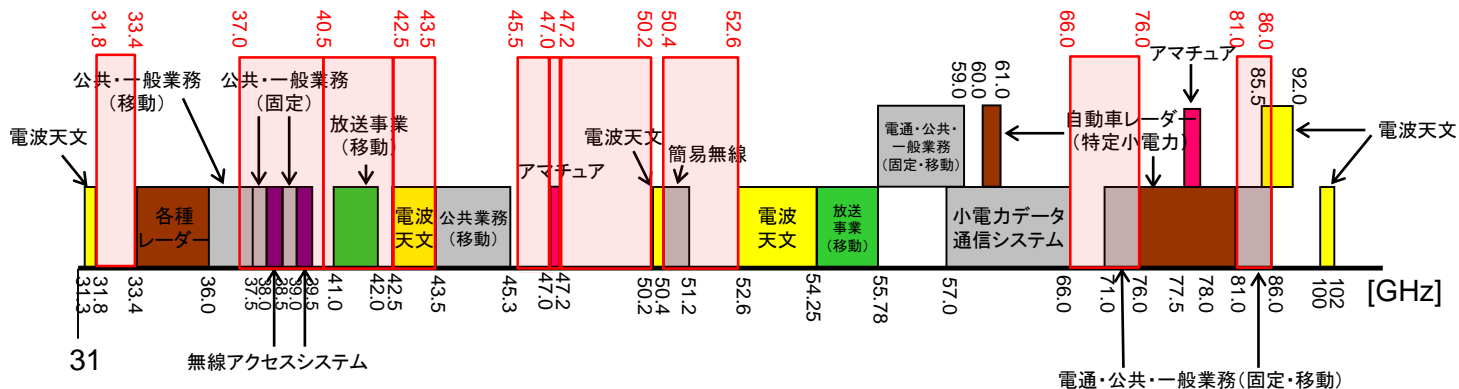 31.8
33.4
37.0
40.5
42.5
43.5
45.5
47.0
47.2
50.2
50.4
52.6
66.0
76.0
81.0
86.0
公共・一般業務
(移動)
公共・一般業務
(固定)
電波天文
放送事業
(移動)
アマチュア
電波天文
簡易無線
59.0
60.0
61.0
アマチュア
自動車レーダー
(特定小電力)
85.5
92.0
電波天文
電通・公共・
一般業務
(固定・移動)
各種
レーダー
電波
天文
公共業務
(移動)
電波
天文
放送
事業
(移動)
小電力データ
通信システム
31.3
31.8
33.4
36.0
37.5
38.0
38.5
39.0
39.5
41.0
42.0
42.5
43.5
45.3
47.0
47.2
50.2
50.4
51.2
52.6
54.25
55.78
57.0
66.0
71.0
76.0
77.5
78.0
81.0
86.0
100
102
[GHz]
31
無線アクセスシステム
電通・公共・一般業務(固定・移動)